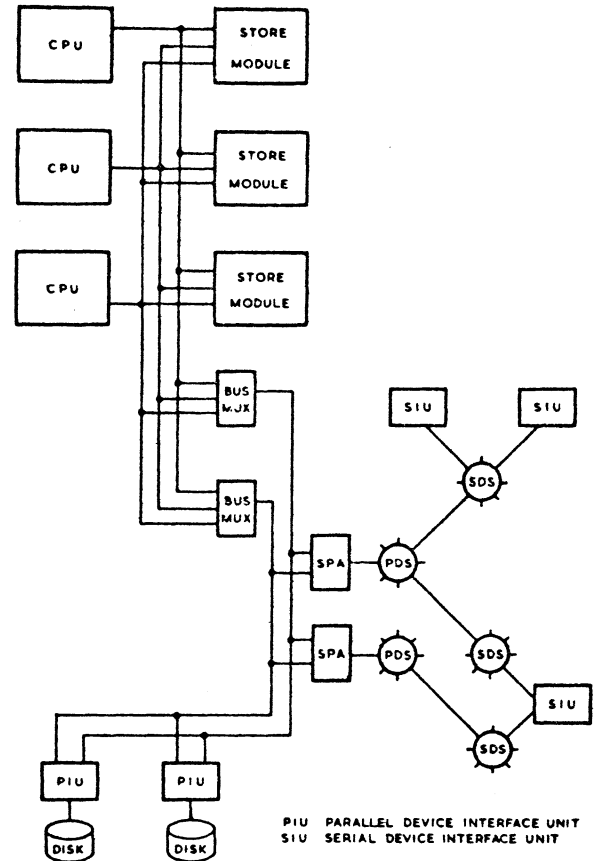 CPU
STORE
MODULE
CPU
STORE
MODULE
CPU
STORE
MODULE
BUS
MUX
BUS
MUX
SIU
SIU
SDS
SPA
PDS
SPA
PDS
SDS
SIU
SDS
PIU
PIU
DISK
DISK
PIU PARALLEL DEVICE INTERFACE UNIT
SIU SERIAL DEVICE INTERFACE UNIT